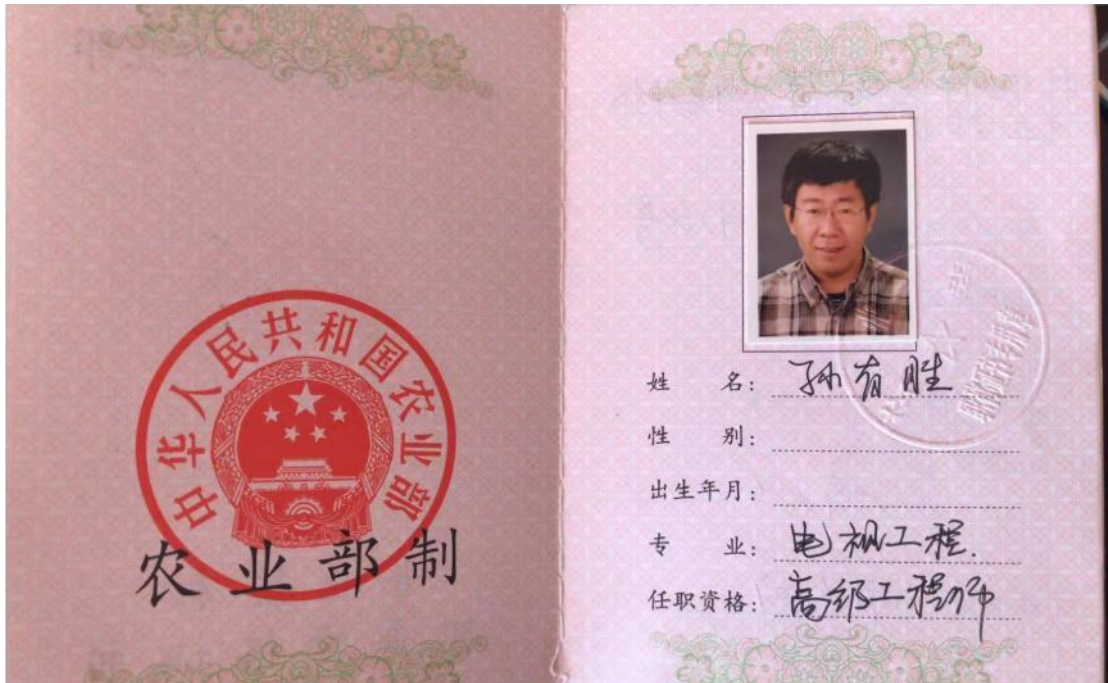 中华人民共和国农业部
农业部制
姓 名: 孙有胜
性 别:
出生年月:
专 业: 电视工程.
任职资格: 高级工程师